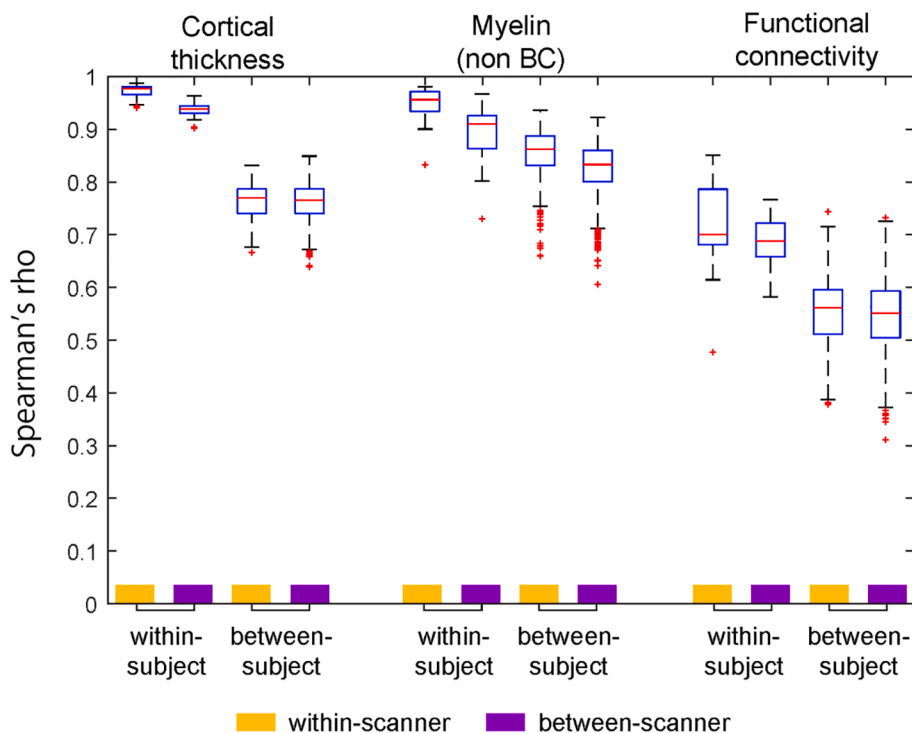 Cortical
thickness
Myelin
(non BC)
Functional
connectivity
Spearman's rho
1
0.9
0.8
0.7
0.6
0.5
0.4
0.3
0.2
0.1
0
within-
subject
between-
subject
within-
subject
between-
subject
within-
subject
between-
subject
within-scanner
between-scanner